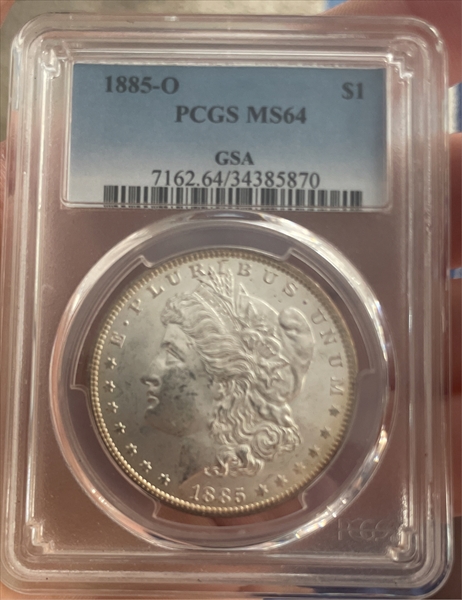 1885-O $1
PCGS MS64
GSA
7162.64/34385870
E·PLURIBUS·UNUM
1885
PCGS